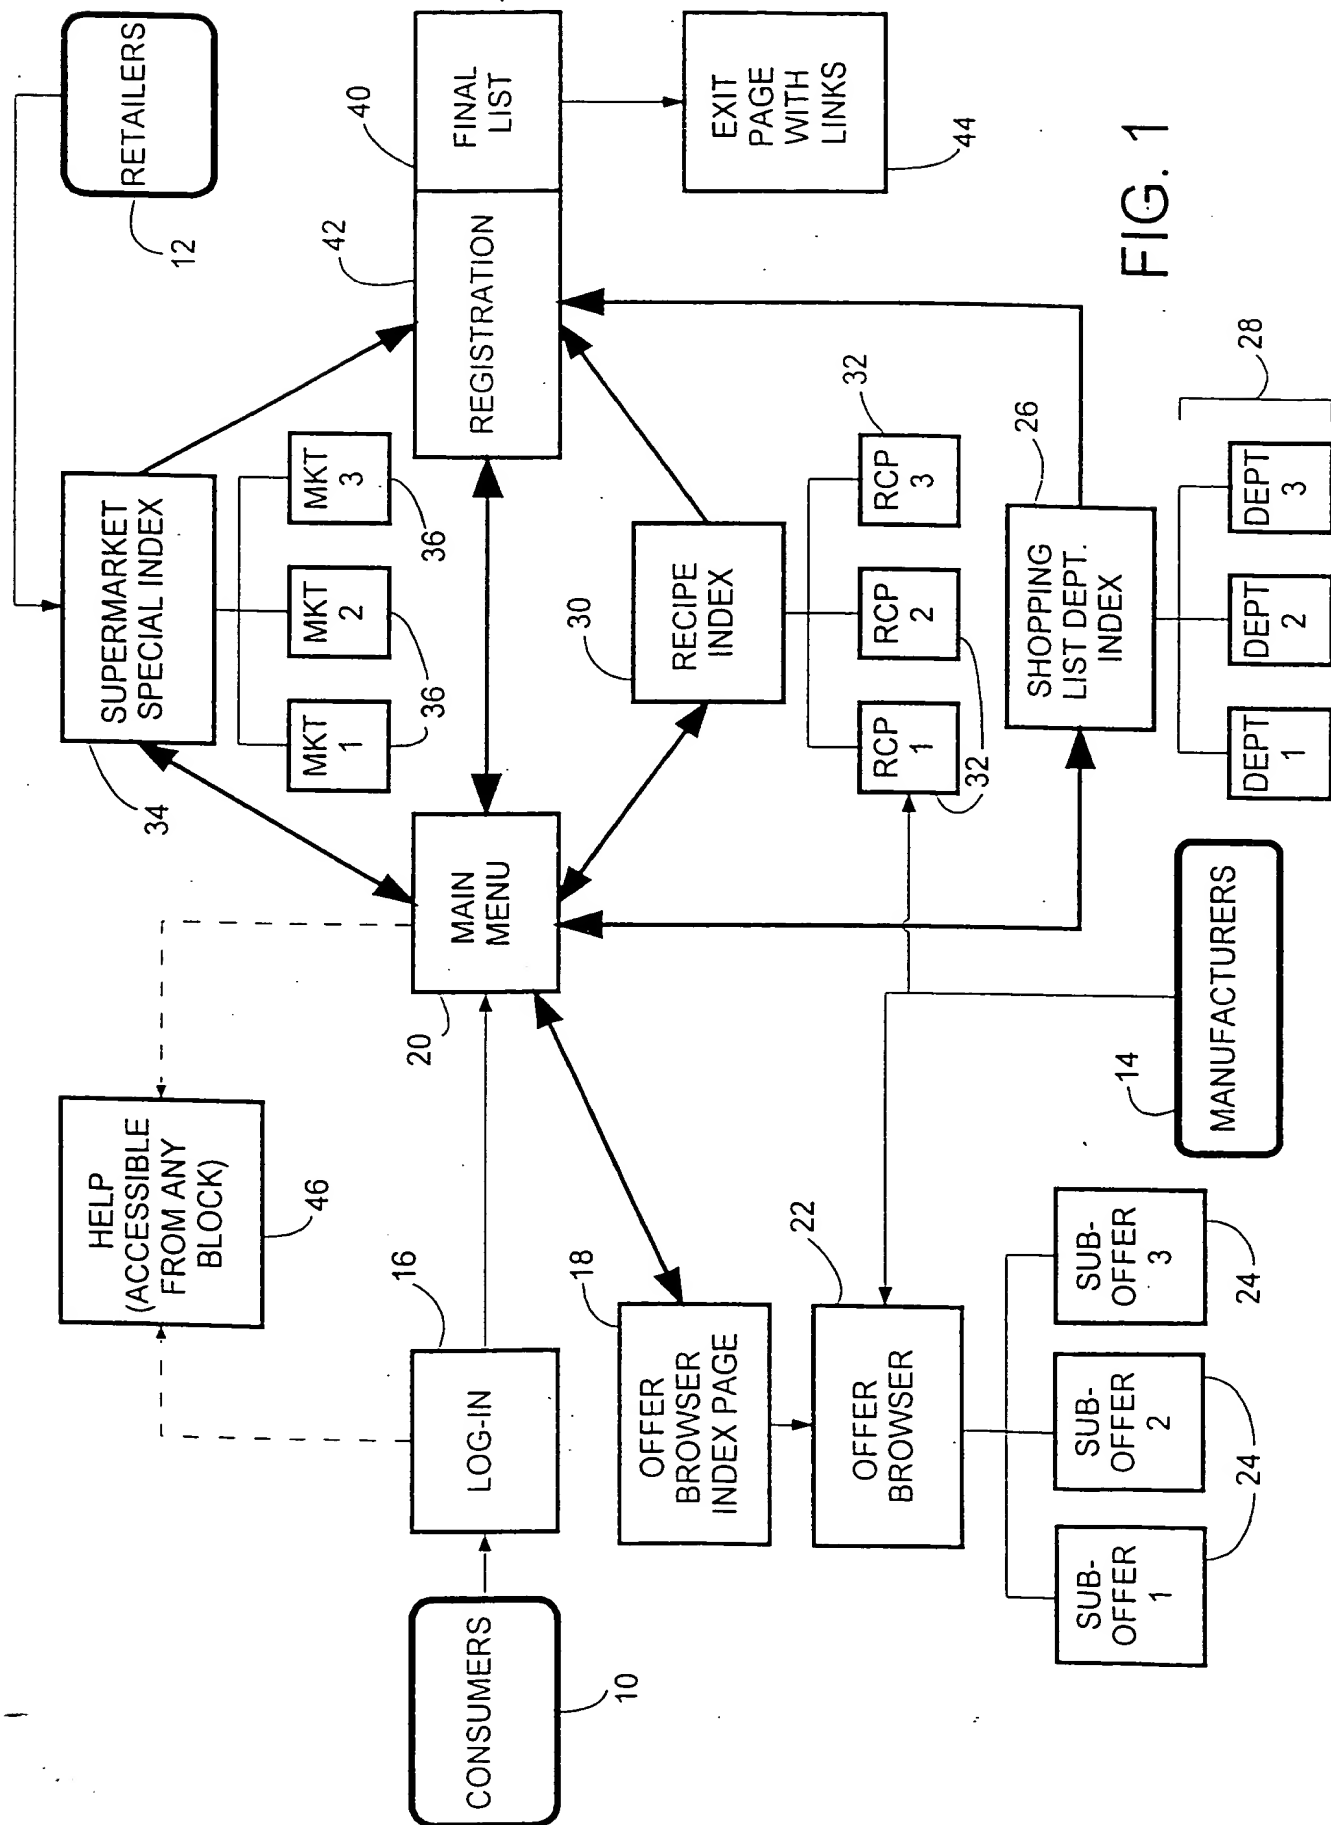 RETAILERS
12
SUPERMARKET
SPECIAL INDEX
34
MKT
1
MKT
2
MKT
3
36
36
HELP
(ACCESSIBLE
FROM ANY
BLOCK)
46
CONSUMERS
10
LOG-IN
16
MAIN
MENU
20
REGISTRATION
42
FINAL
LIST
40
EXIT
PAGE
WITH
LINKS
44
OFFER
BROWSER
INDEX PAGE
18
OFFER
BROWSER
22
SUB-
OFFER
1
SUB-
OFFER
2
SUB-
OFFER
3
24
24
RECIPE
INDEX
30
RCP
1
RCP
2
RCP
3
32
32
SHOPPING
LIST DEPT.
INDEX
26
DEPT
1
DEPT
2
DEPT
3
28
MANUFACTURERS
14
FIG. 1